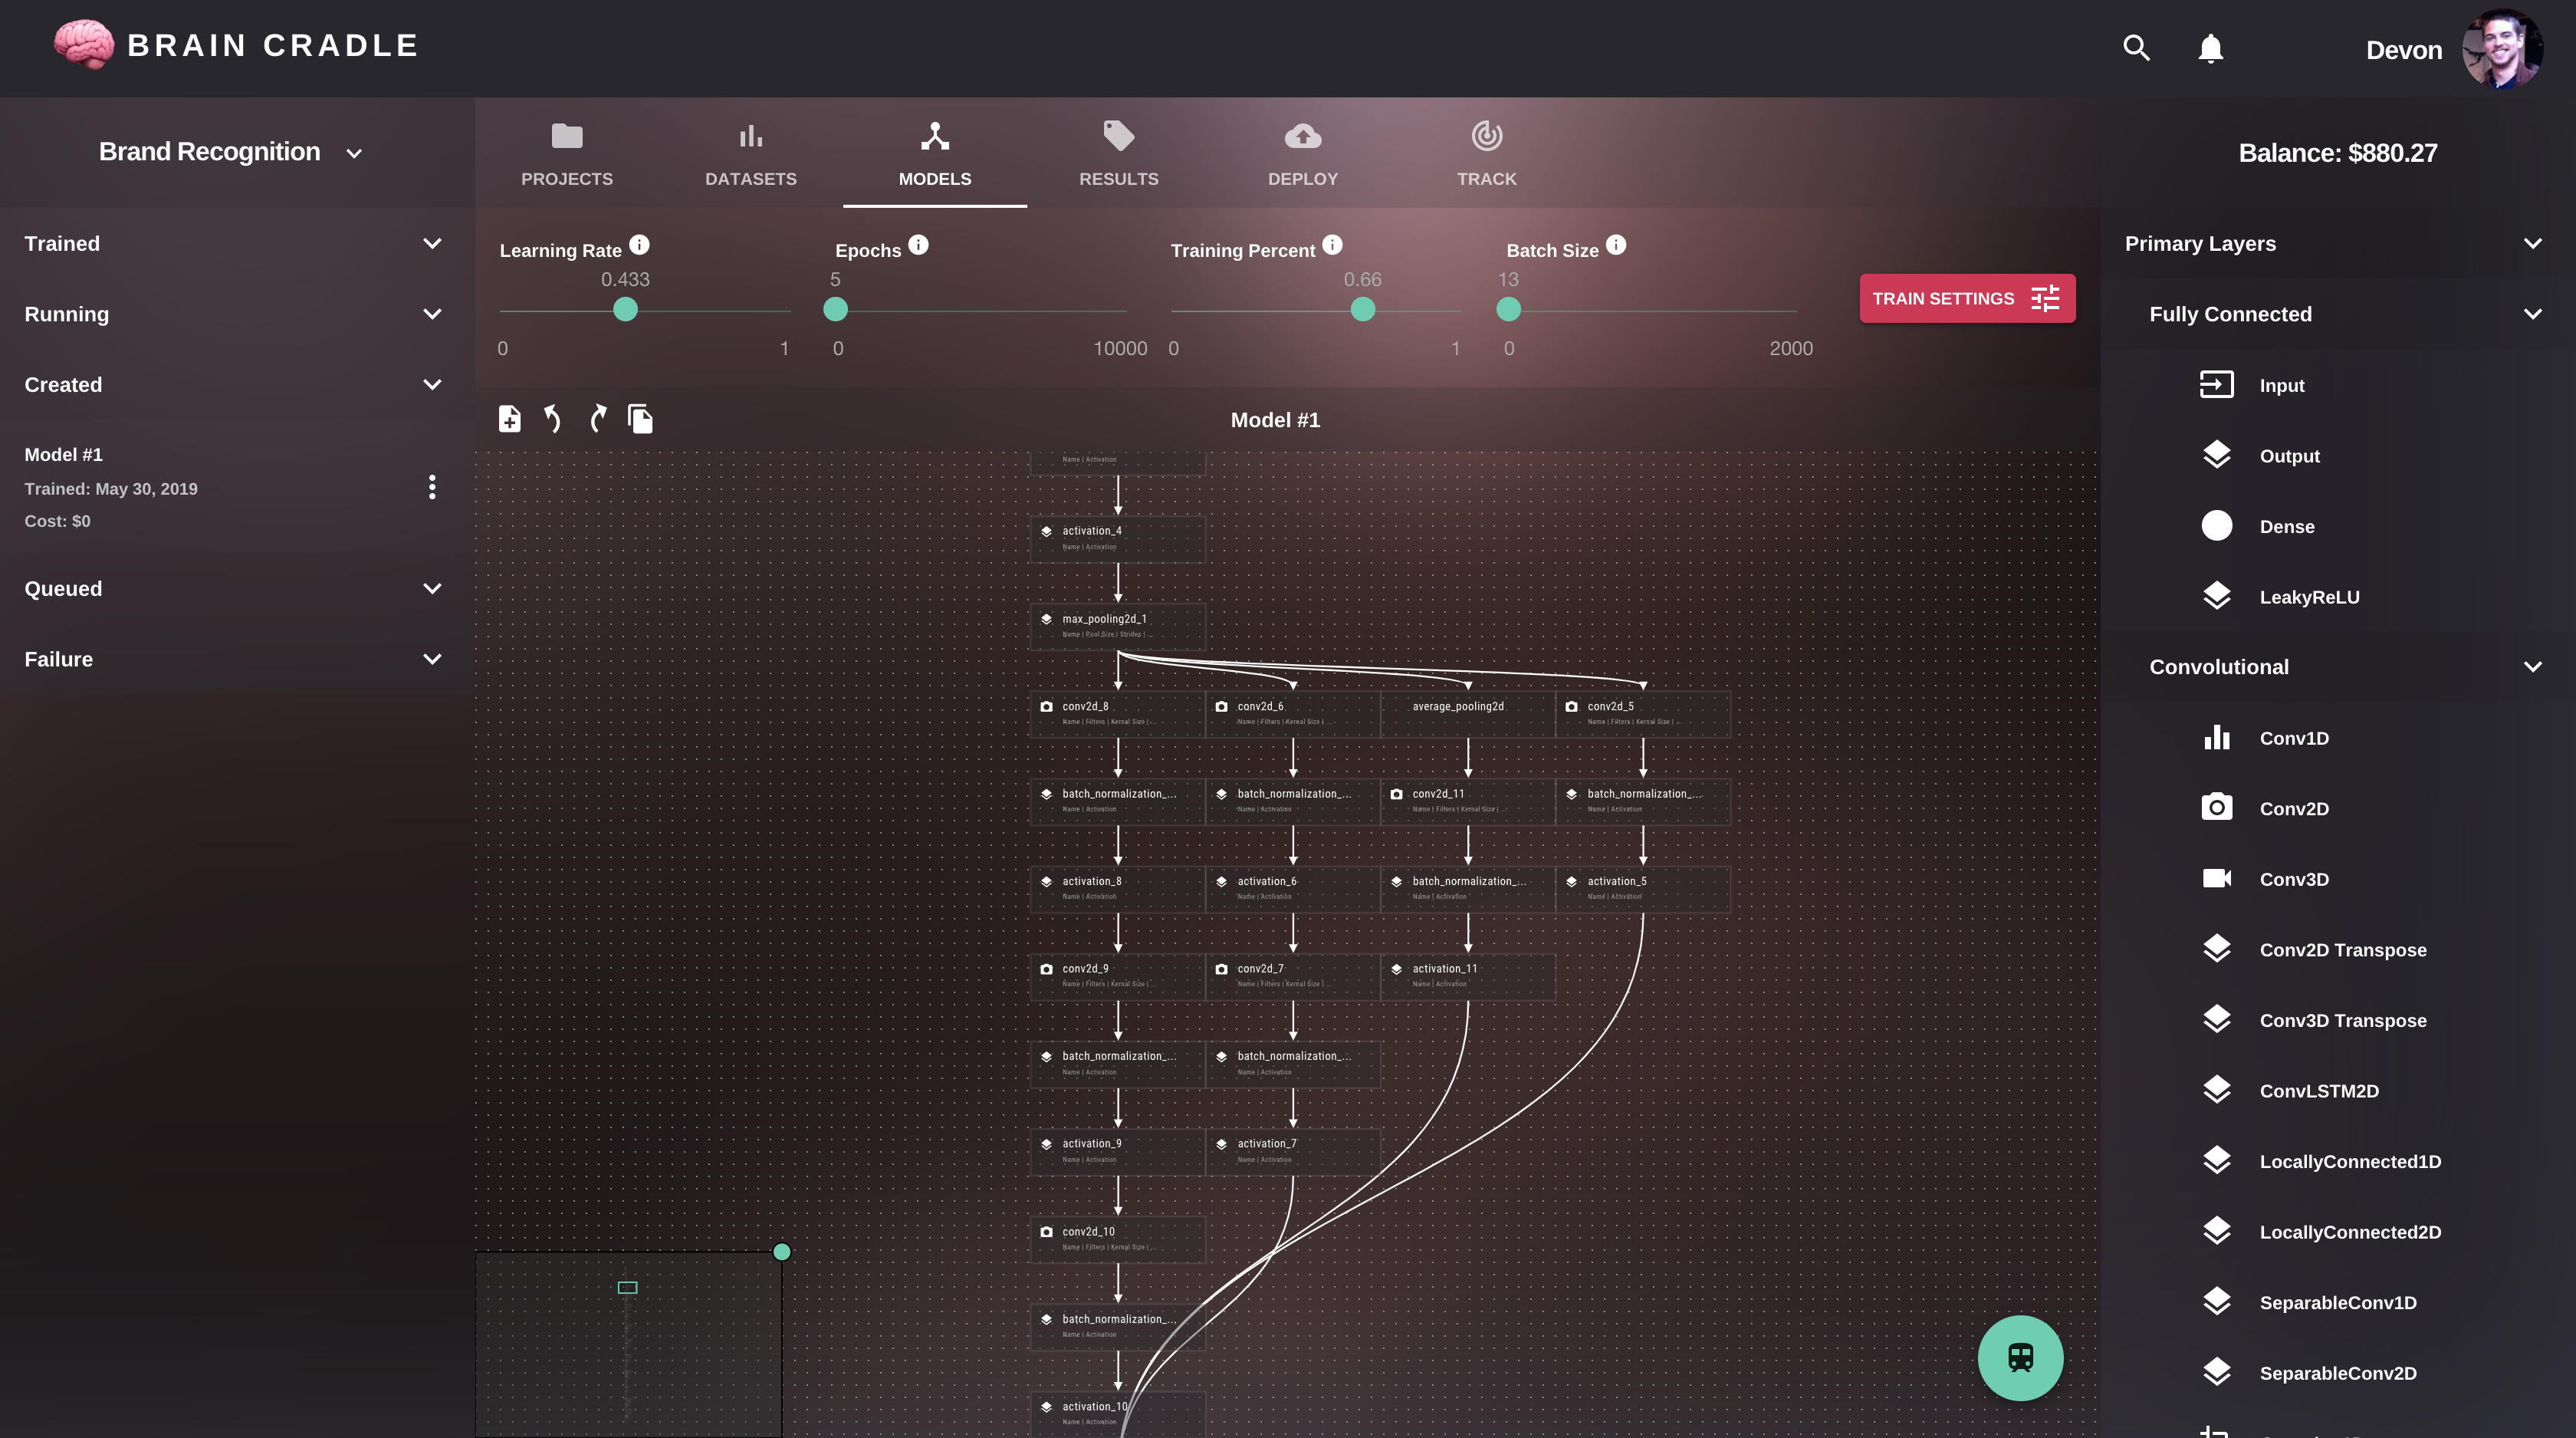 BRAIN CRADLE
Devon
Brand Recognition
PROJECTS
DATASETS
MODELS
RESULTS
DEPLOY
TRACK
Balance: $880.27
Trained
Running
Created
Model #1
Trained: May 30, 2019
Cost: $0
Queued
Failure
Learning Rate
0.433
0 1
Epochs
5
0 10000
Training Percent
0.66
0 1
Batch Size
13
0 2000
TRAIN SETTINGS
Model #1
Name | Activation
activation_4
Name | Activation
max_pooling2d_1
Name | Pool Size | Strides | ...
conv2d_8
Name | Filters | Kernal Size | ...
conv2d_6
Name | Filters | Kernal Size | ...
average_pooling2d
conv2d_5
Name | Filters | Kernal Size | ...
batch_normalization_...
Name | Activation
batch_normalization_...
Name | Activation
conv2d_11
Name | Filters | Kernal Size | ...
batch_normalization_...
Name | Activation
activation_8
Name | Activation
activation_6
Name | Activation
batch_normalization_...
Name | Activation
activation_5
Name | Activation
conv2d_9
Name | Filters | Kernal Size | ...
conv2d_7
Name | Filters | Kernal Size | ...
activation_11
Name | Activation
batch_normalization_...
Name | Activation
batch_normalization_...
Name | Activation
activation_9
Name | Activation
activation_7
Name | Activation
conv2d_10
Name | Filters | Kernal Size | ...
batch_normalization_...
Name | Activation
activation_10
Name | Activation
Primary Layers
Fully Connected
Input
Output
Dense
LeakyReLU
Convolutional
Conv1D
Conv2D
Conv3D
Conv2D Transpose
Conv3D Transpose
ConvLSTM2D
LocallyConnected1D
LocallyConnected2D
SeparableConv1D
SeparableConv2D